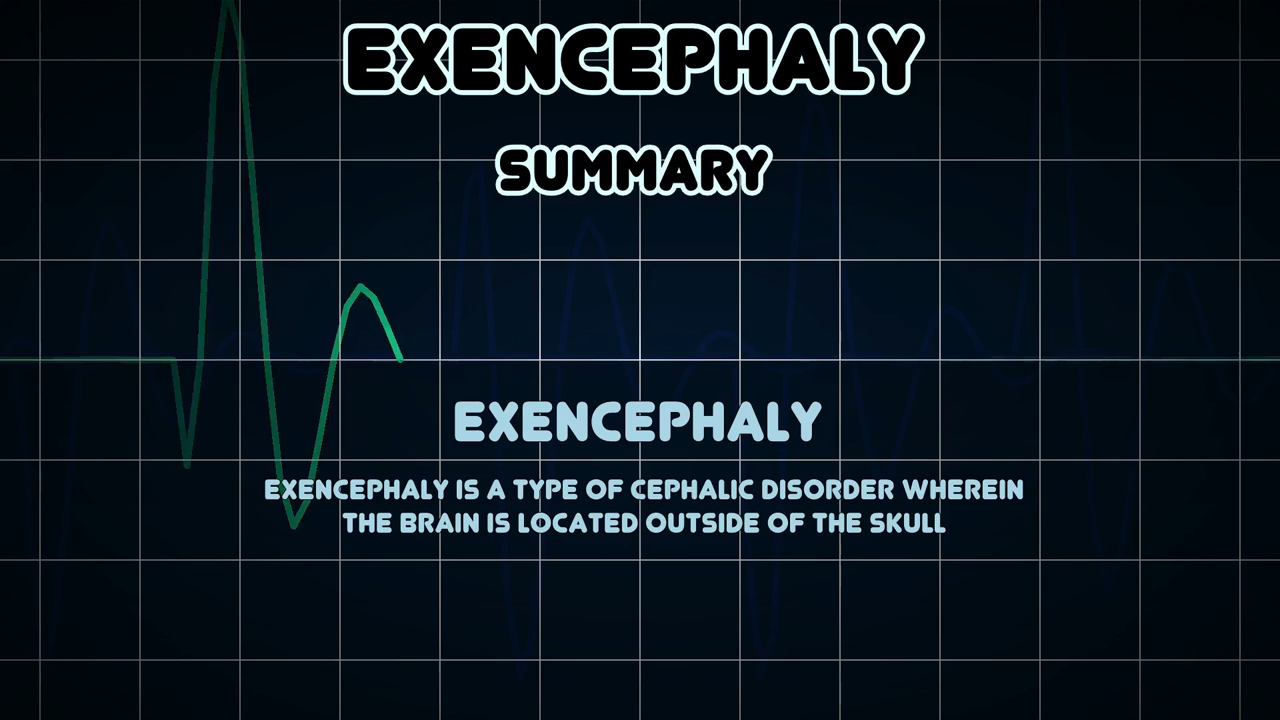 EXENCEPHALY
SUMMARY
EXENCEPHALY
EXENCEPHALY IS A TYPE OF CEPHALIC DISORDER WHEREIN
THE BRAIN IS LOCATED OUTSIDE OF THE SKULL